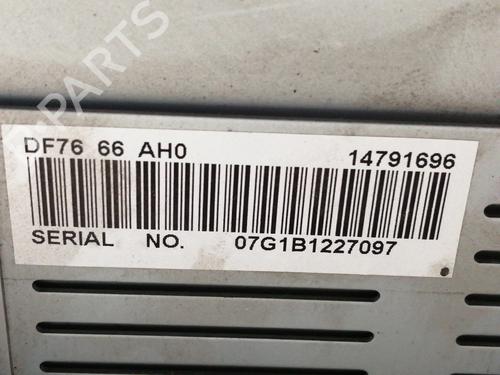 DF76 66 AH0 14791696
SERIAL NO. 07G1B1227097
B-PARTS